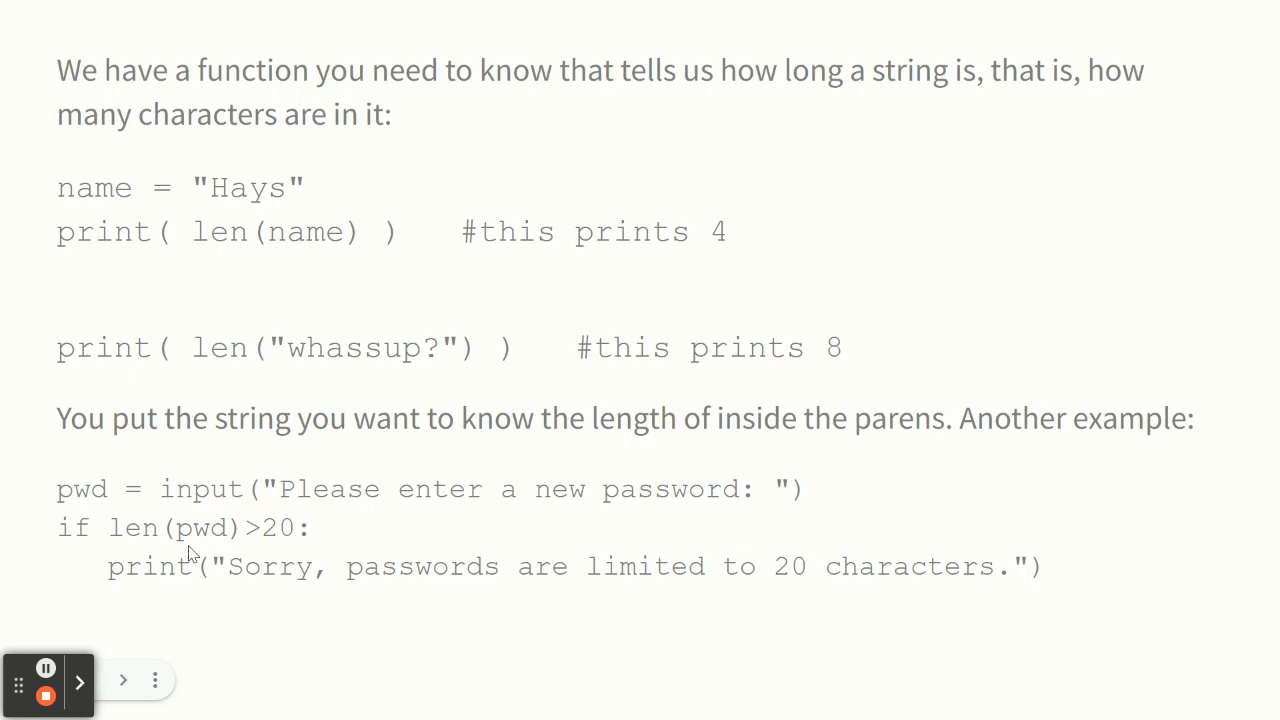 We have a function you need to know that tells us how long a string is, that is, how
many characters are in it:
name = "Hays"
print( len(name) )   #this prints 4
print( len("whassup?") )   #this prints 8
You put the string you want to know the length of inside the parens. Another example:
pwd = input("Please enter a new password: ")
if len(pwd)>20:
   print("Sorry, passwords are limited to 20 characters.")